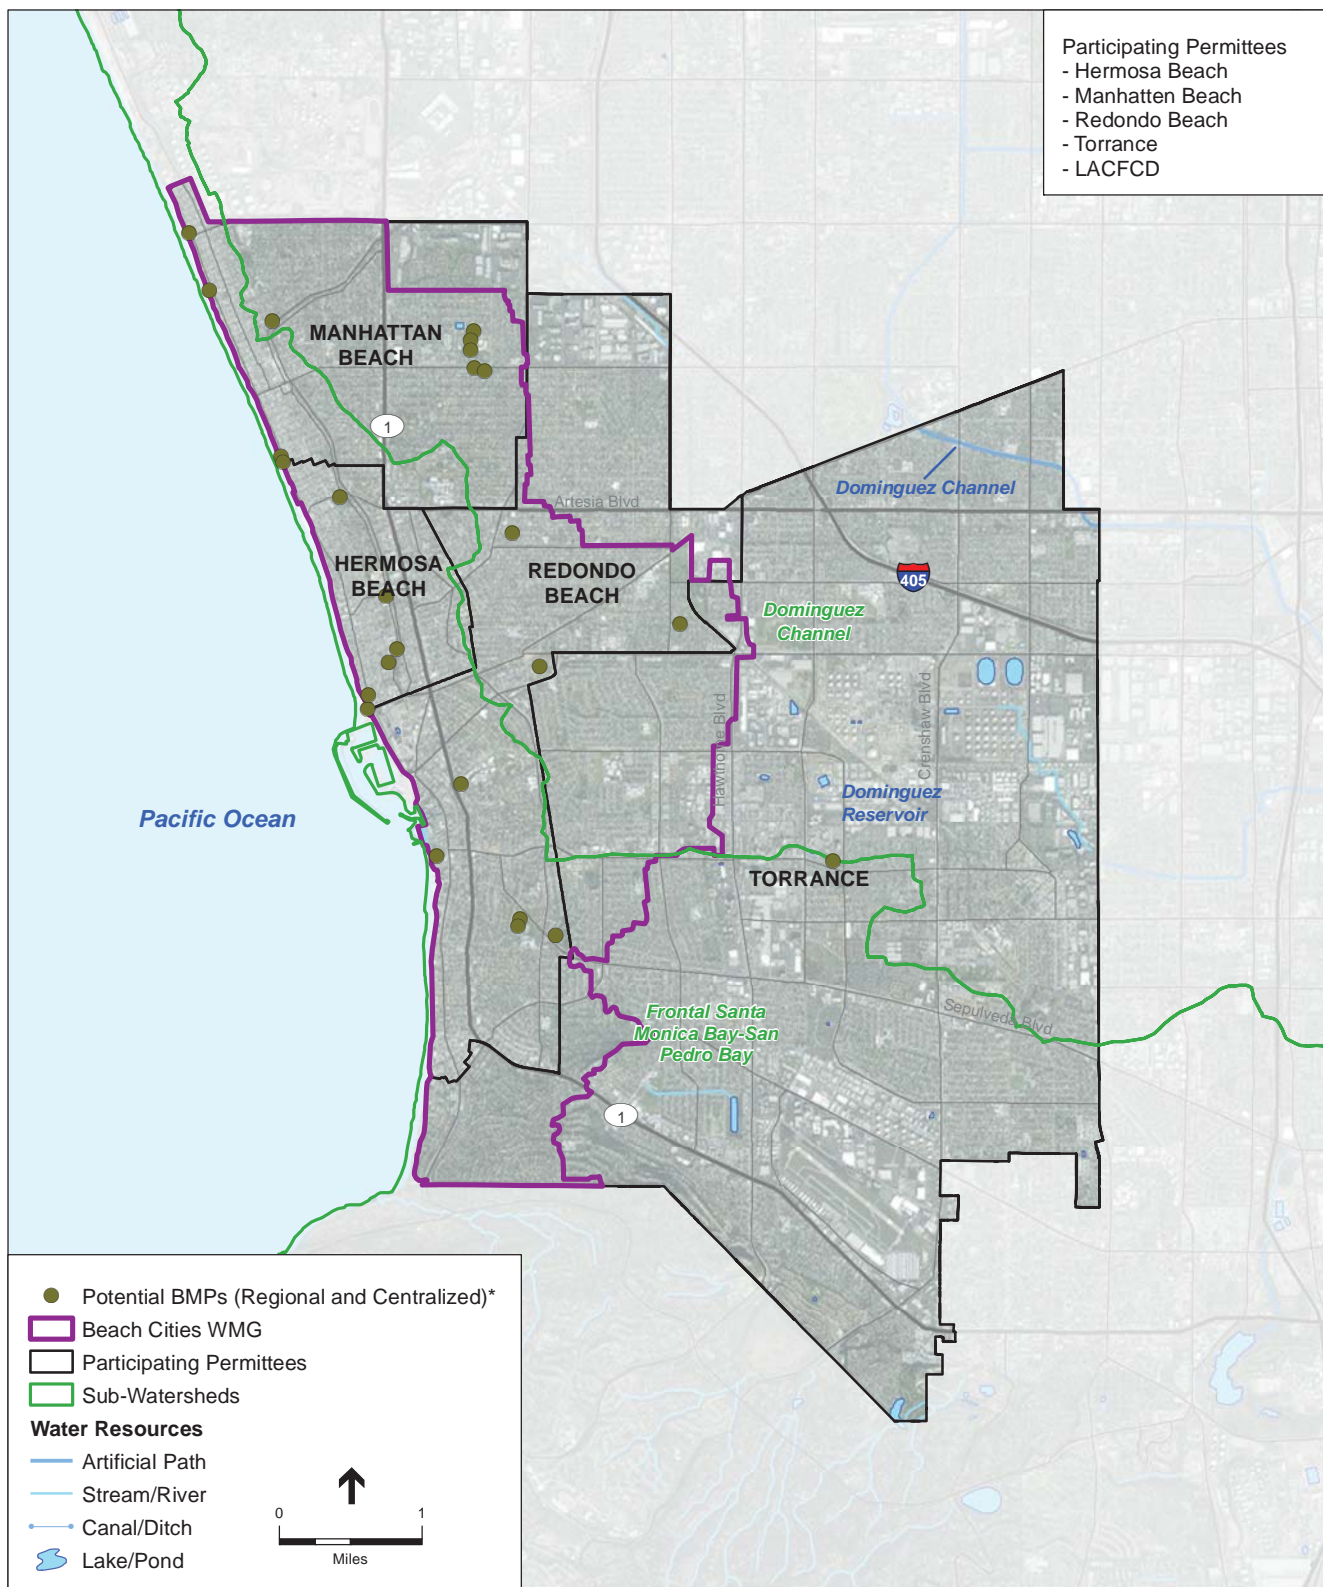 Participating Permittees
- Hermosa Beach
- Manhatten Beach
- Redondo Beach
- Torrance
- LACFCD
MANHATTAN
BEACH
1
Dominguez Channel
Artesia Blvd
HERMOSA
BEACH
REDONDO
BEACH
405
Dominguez
Channel
Hawthorne Blvd
Crenshaw Blvd
Pacific Ocean
Dominguez
Reservoir
TORRANCE
Sepulveda Blvd
Frontal Santa
Monica Bay-San
Pedro Bay
1
Potential BMPs (Regional and Centralized)*
Beach Cities WMG
Participating Permittees
Sub-Watersheds
Water Resources
Artificial Path
Stream/River
Canal/Ditch
Lake/Pond
0 1
Miles